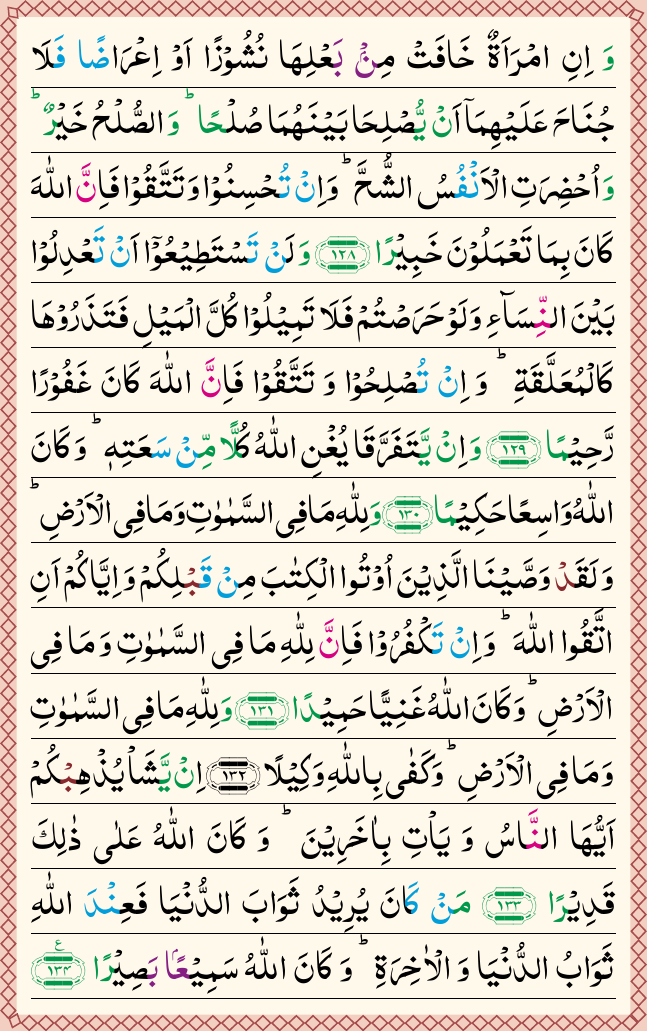 وَ اِنِ امْرَاَةٌ خَافَتْ مِنْۢ بَعْلِهَا نُشُوْزًا اَوْ اِعْرَاضًا فَلَا
جُنَاحَ عَلَيْهِمَاۤ اَنْ يُّصْلِحَا بَيْنَهُمَا صُلْحًا ؕ وَ الصُّلْحُ خَيْرٌ ؕ
وَ اُحْضِرَتِ الْاَنْفُسُ الشُّحَّ ؕ وَ اِنْ تُحْسِنُوْا وَ تَتَّقُوْا فَاِنَّ اللّٰهَ
كَانَ بِمَا تَعْمَلُوْنَ خَبِيْرًا ﴿۱۲۸﴾ وَ لَنْ تَسْتَطِيْعُوْۤا اَنْ تَعْدِلُوْا
بَيْنَ النِّسَآءِ وَ لَوْ حَرَصْتُمْ فَلَا تَمِيْلُوْا كُلَّ الْمَيْلِ فَتَذَرُوْهَا
كَالْمُعَلَّقَةِ ؕ وَ اِنْ تُصْلِحُوْا وَ تَتَّقُوْا فَاِنَّ اللّٰهَ كَانَ غَفُوْرًا
رَّحِيْمًا ﴿۱۲۹﴾ وَ اِنْ يَّتَفَرَّقَا يُغْنِ اللّٰهُ كُلًّا مِّنْ سَعَتِهٖ ؕ وَ كَانَ
اللّٰهُ وَاسِعًا حَكِيْمًا ﴿۱۳۰﴾ وَ لِلّٰهِ مَا فِی السَّمٰوٰتِ وَ مَا فِی الْاَرْضِ ؕ
وَ لَقَدْ وَصَّيْنَا الَّذِيْنَ اُوْتُوا الْكِتٰبَ مِنْ قَبْلِكُمْ وَ اِيَّاكُمْ اَنِ
اتَّقُوا اللّٰهَ ؕ وَ اِنْ تَكْفُرُوْا فَاِنَّ لِلّٰهِ مَا فِی السَّمٰوٰتِ وَ مَا فِی
الْاَرْضِ ؕ وَ كَانَ اللّٰهُ غَنِيًّا حَمِيْدًا ﴿۱۳۱﴾ وَ لِلّٰهِ مَا فِی السَّمٰوٰتِ
وَ مَا فِی الْاَرْضِ ؕ وَ كَفٰی بِاللّٰهِ وَكِيْلًا ﴿۱۳۲﴾ اِنْ يَّشَاْ يُذْهِبْكُمْ
اَيُّهَا النَّاسُ وَ يَاْتِ بِاٰخَرِيْنَ ؕ وَ كَانَ اللّٰهُ عَلٰی ذٰلِكَ
قَدِيْرًا ﴿۱۳۳﴾ مَنْ كَانَ يُرِيْدُ ثَوَابَ الدُّنْيَا فَعِنْدَ اللّٰهِ
ثَوَابُ الدُّنْيَا وَ الْاٰخِرَةِ ؕ وَ كَانَ اللّٰهُ سَمِيْعًۢا بَصِيْرًا ﴿۱۳۴﴾ ع